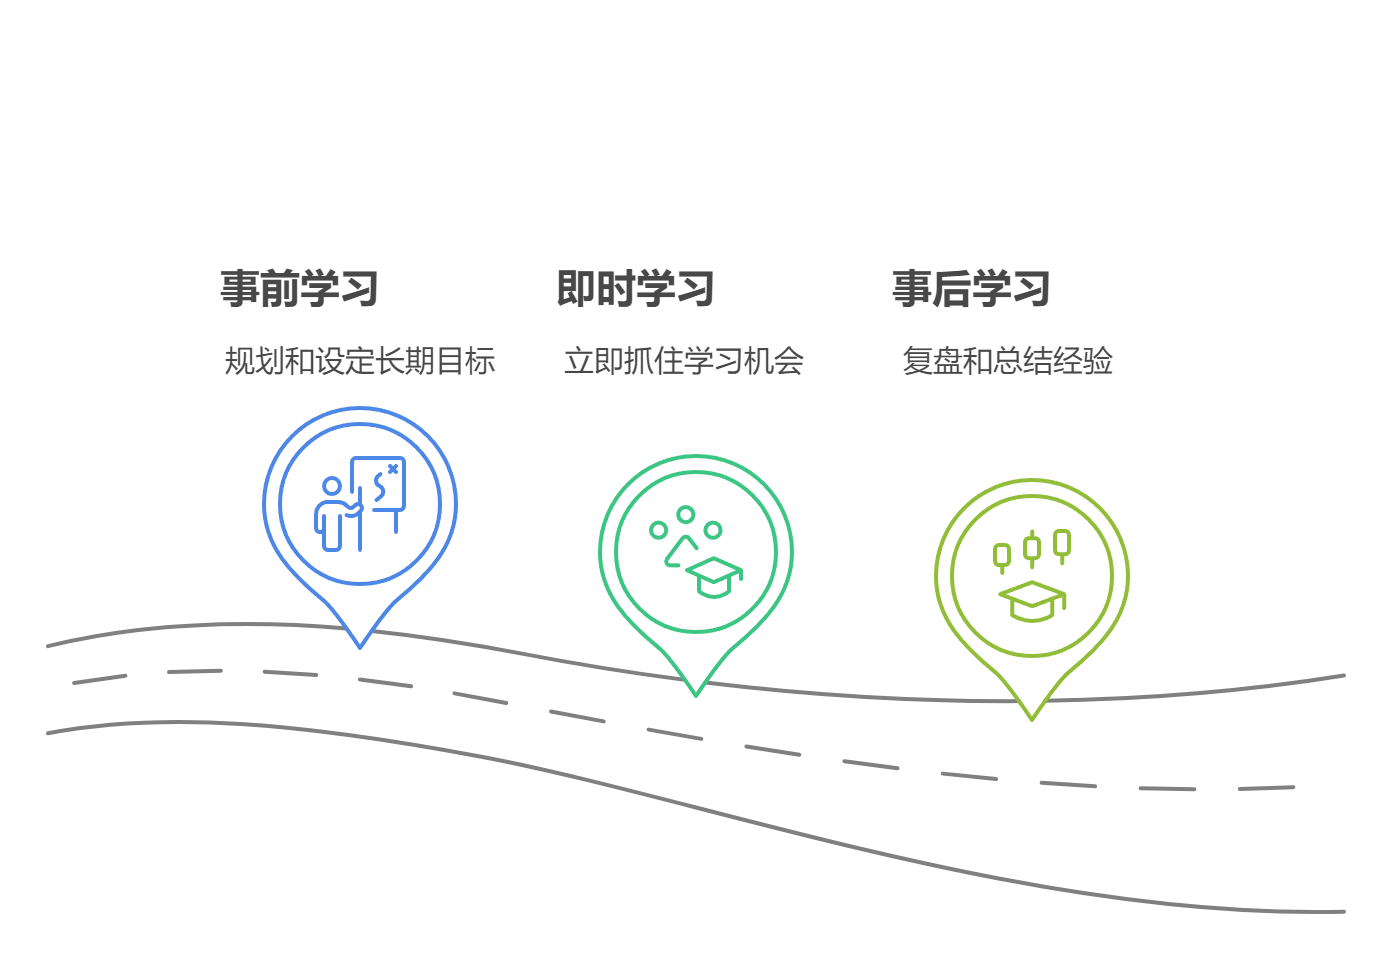 事前学习
规划和设定长期目标
即时学习
立即抓住学习机会
事后学习
复盘和总结经验